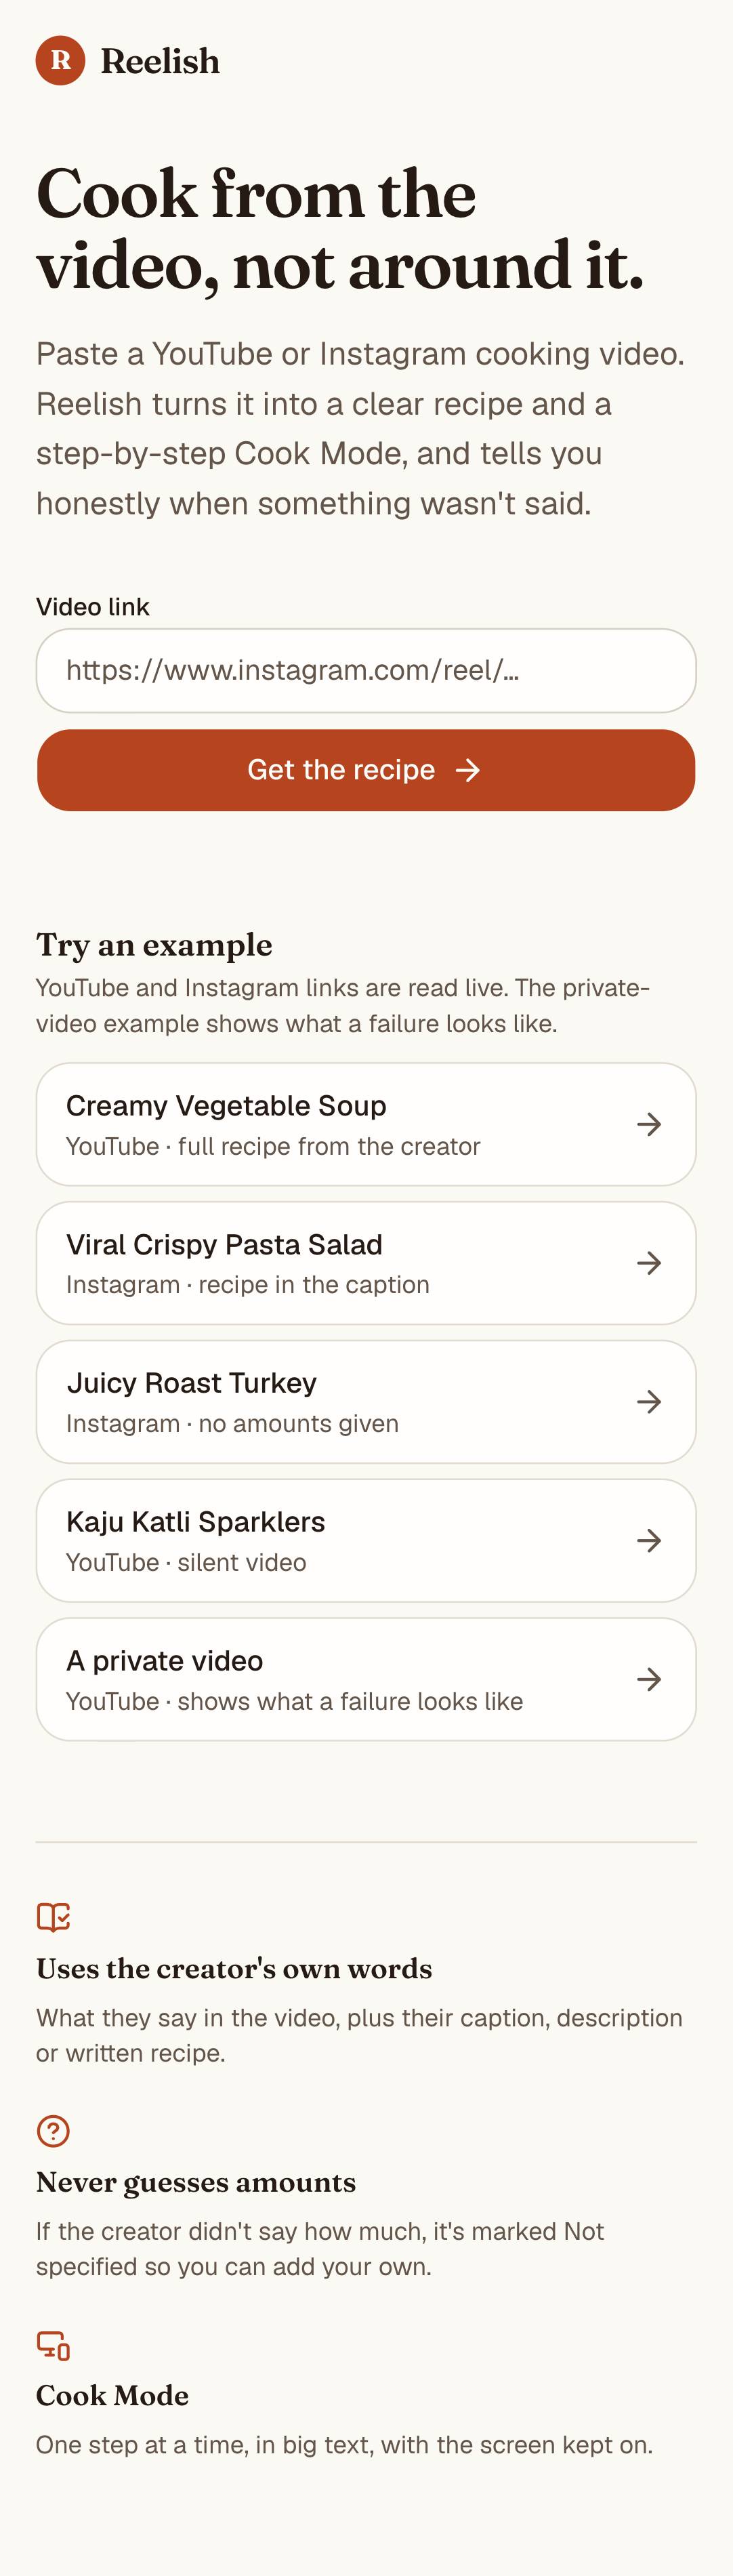 R Reelish
Cook from the
video, not around it.
Paste a YouTube or Instagram cooking video.
Reelish turns it into a clear recipe and a
step-by-step Cook Mode, and tells you
honestly when something wasn't said.
Video link
https://www.instagram.com/reel/...
Get the recipe →
Try an example
YouTube and Instagram links are read live. The private-
video example shows what a failure looks like.
Creamy Vegetable Soup
YouTube · full recipe from the creator
Viral Crispy Pasta Salad
Instagram · recipe in the caption
Juicy Roast Turkey
Instagram · no amounts given
Kaju Katli Sparklers
YouTube · silent video
A private video
YouTube · shows what a failure looks like
Uses the creator's own words
What they say in the video, plus their caption, description
or written recipe.
Never guesses amounts
If the creator didn't say how much, it's marked Not
specified so you can add your own.
Cook Mode
One step at a time, in big text, with the screen kept on.